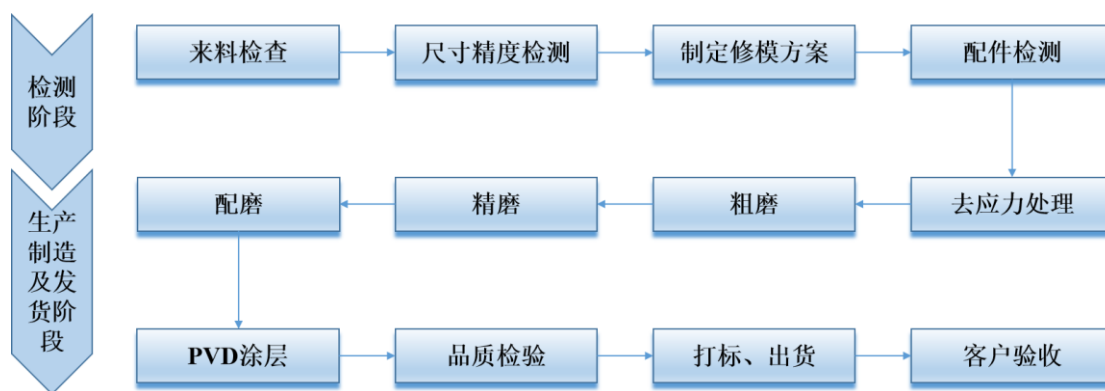 来料检查
尺寸精度检测
制定修模方案
配件检测
检测
阶段
配磨
精磨
粗磨
去应力处理
生产
制造
及发
货阶
段
PVD涂层
品质检验
打标、出货
客户验收